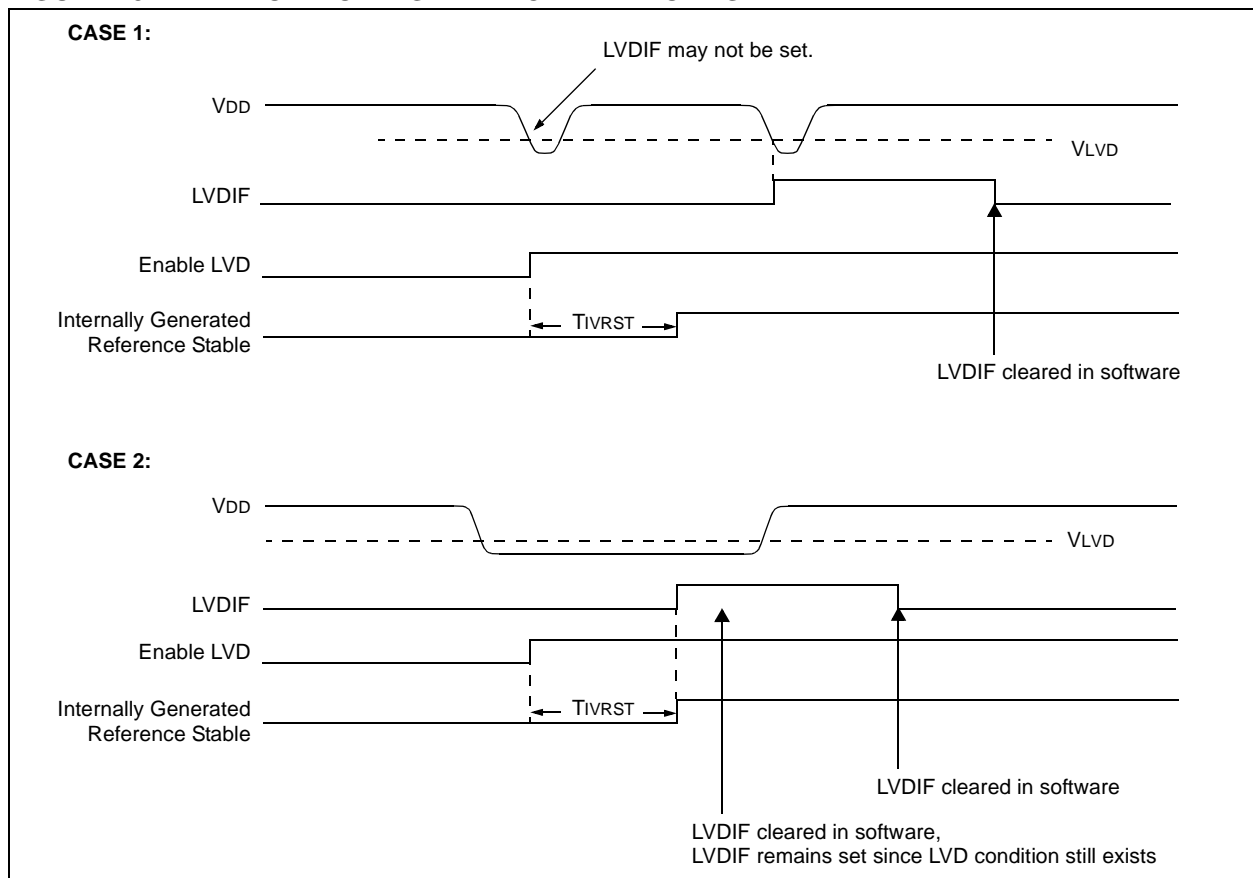 CASE 1:
LVDIF may not be set.
VDD
VLVD
LVDIF
Enable LVD
Internally Generated
Reference Stable
TIVRST
LVDIF cleared in software
CASE 2:
VDD
VLVD
LVDIF
Enable LVD
Internally Generated
Reference Stable
TIVRST
LVDIF cleared in software
LVDIF cleared in software,
LVDIF remains set since LVD condition still exists